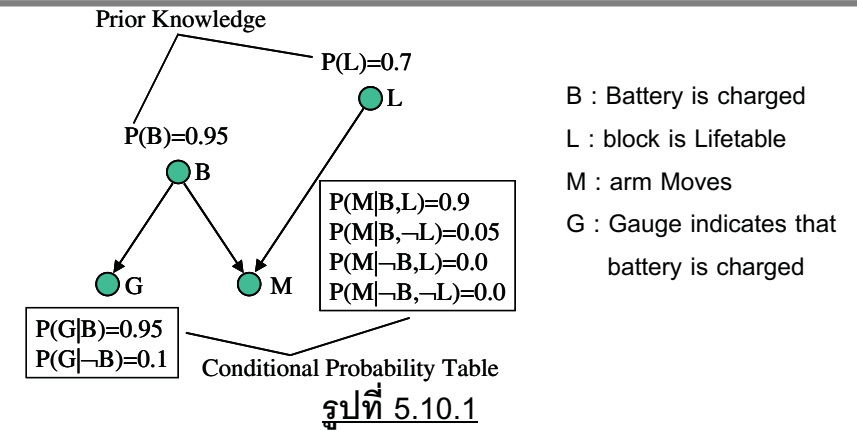 Prior Knowledge
P(L)=0.7
L
P(B)=0.95
B
P(M|B,L)=0.9
P(M|B,¬L)=0.05
P(M|¬B,L)=0.0
P(M|¬B,¬L)=0.0
G
M
P(G|B)=0.95
P(G|¬B)=0.1
Conditional Probability Table
รูปที่ 5.10.1
B : Battery is charged
L : block is Lifetable
M : arm Moves
G : Gauge indicates that
battery is charged